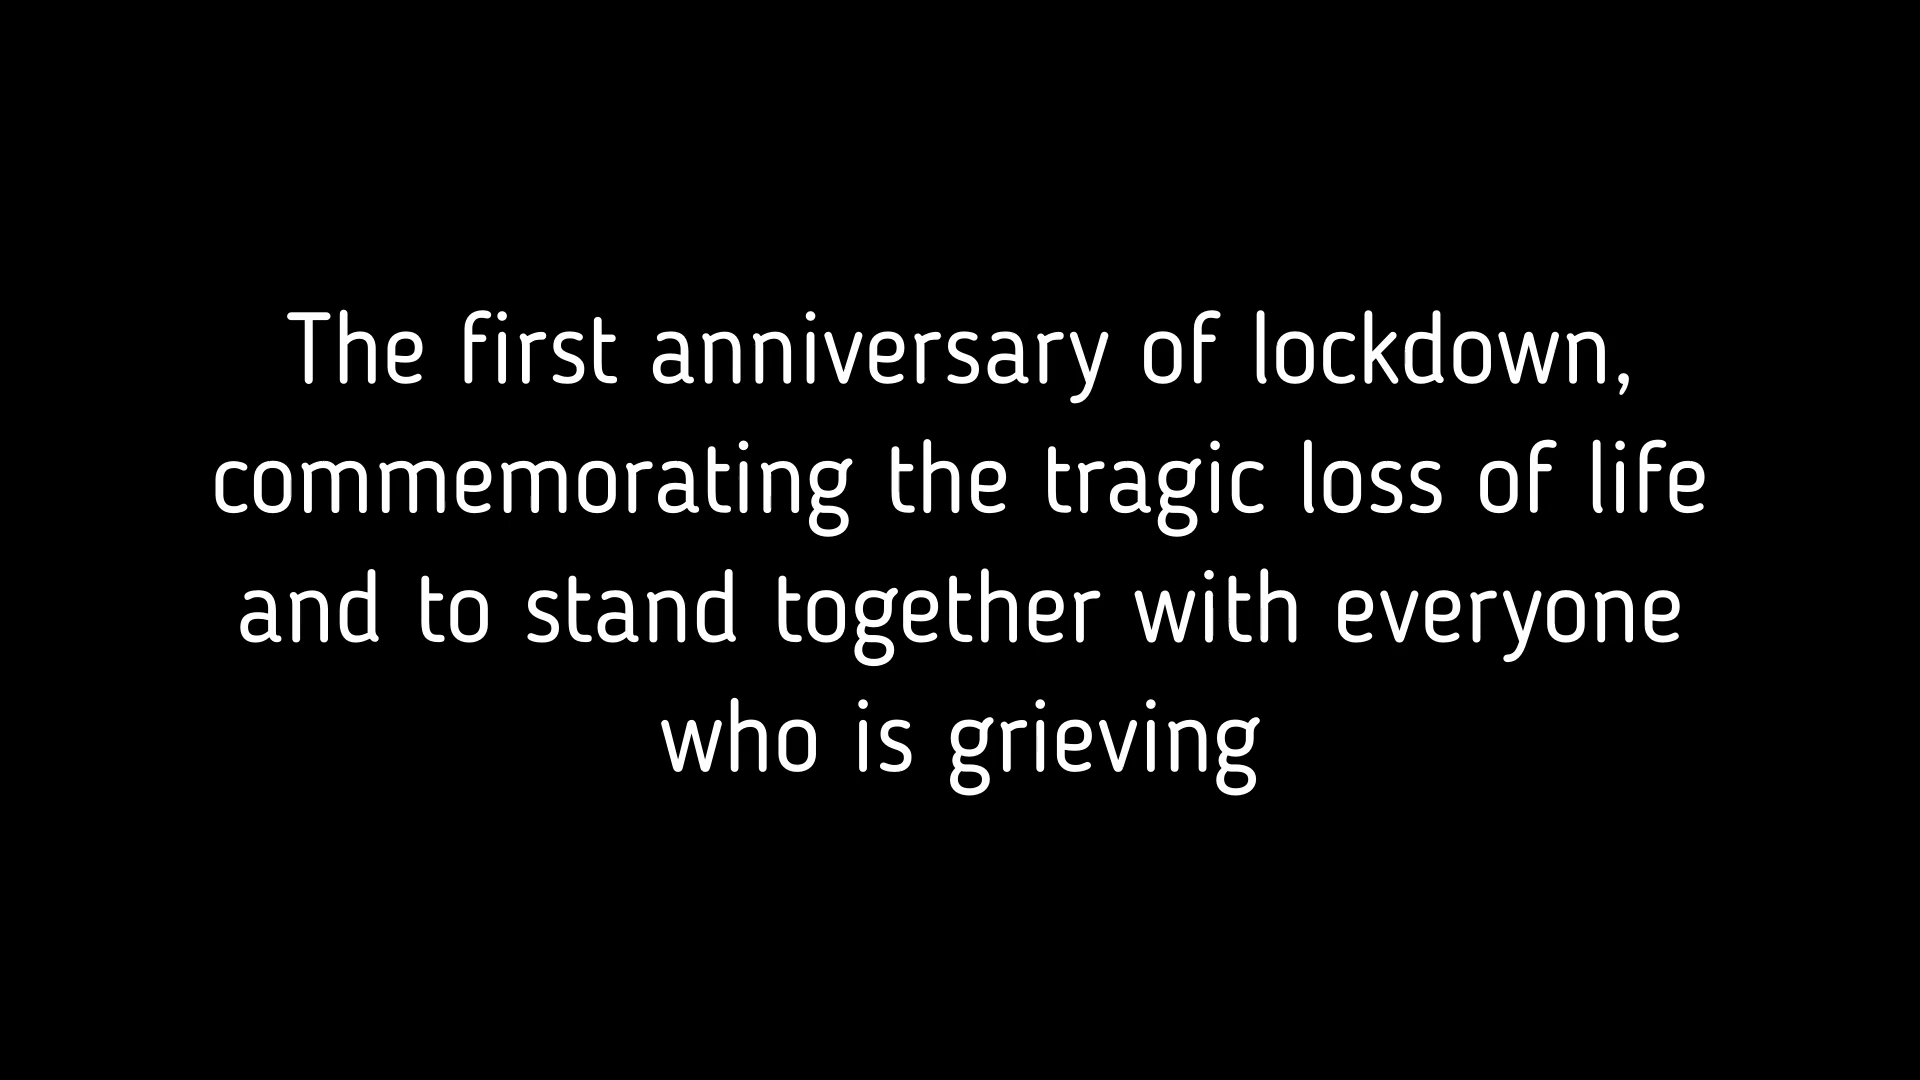 The first anniversary of lockdown,
commemorating the tragic loss of life
and to stand together with everyone
who is grieving